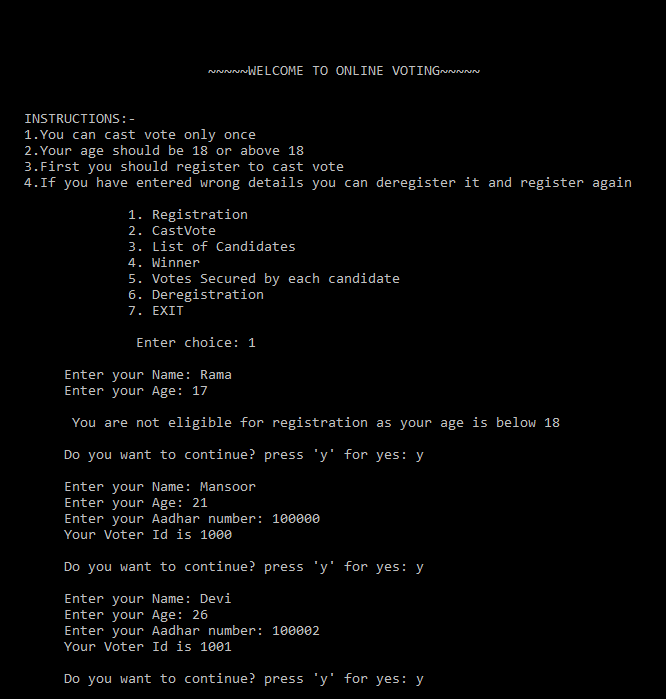 ~~~~~WELCOME TO ONLINE VOTING~~~~~
INSTRUCTIONS:-
1.You can cast vote only once
2.Your age should be 18 or above 18
3.First you should register to cast vote
4.If you have entered wrong details you can deregister it and register again
1. Registration
2. CastVote
3. List of Candidates
4. Winner
5. Votes Secured by each candidate
6. Deregistration
7. EXIT
Enter choice: 1
Enter your Name: Rama
Enter your Age: 17
You are not eligible for registration as your age is below 18
Do you want to continue? press 'y' for yes: y
Enter your Name: Mansoor
Enter your Age: 21
Enter your Aadhar number: 100000
Your Voter Id is 1000
Do you want to continue? press 'y' for yes: y
Enter your Name: Devi
Enter your Age: 26
Enter your Aadhar number: 100002
Your Voter Id is 1001
Do you want to continue? press 'y' for yes: y